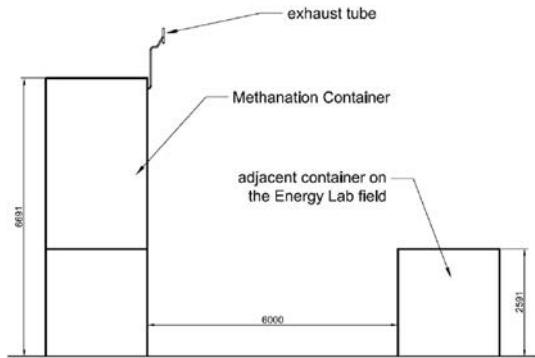 exhaust tube
Methanation Container
adjacent container on
the Energy Lab field
6691
6000
2591